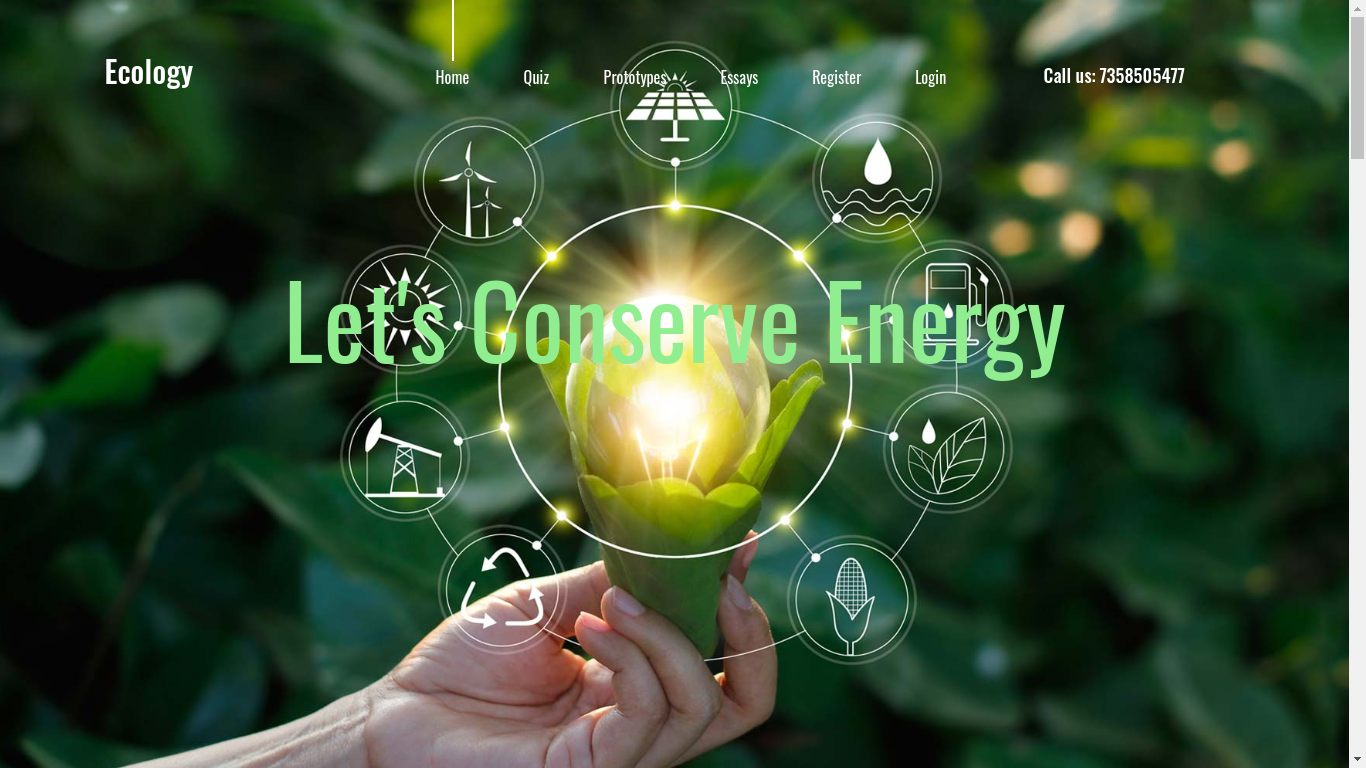 Ecology
Home Quiz Prototypes Essays Register Login
Call us: 7358505477
Let's Conserve Energy